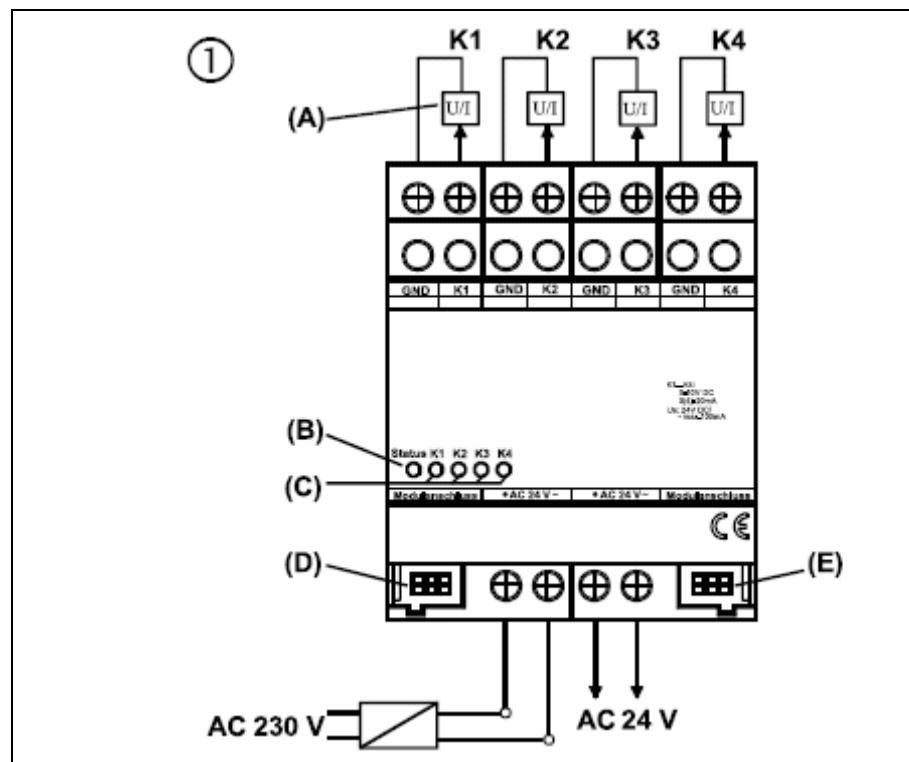 ①
K1 K2 K3 K4
U/I U/I U/I U/I
(A)
GND K1 GND K2 GND K3 GND K4
(B)
Status K1 K2 K3 K4
(C)
Modulanschluss AC 24 V~ AC 24 V~ Modulanschluss
CE
(D)
(E)
AC 230 V
AC 24 V